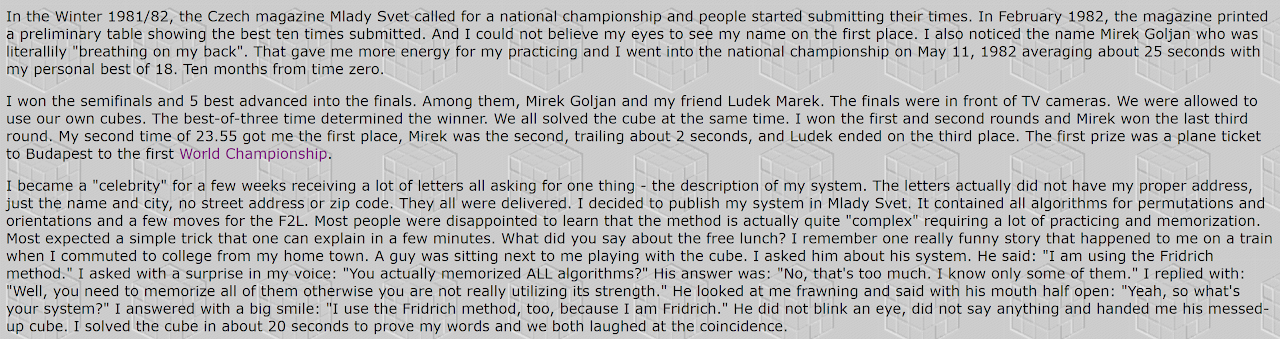 In the Winter 1981/82, the Czech magazine Mlady Svet called for a national championship and people started submitting their times. In February 1982, the magazine printed
a preliminary table showing the best ten times submitted. And I could not believe my eyes to see my name on the first place. I also noticed the name Mirek Goljan who was
literallily "breathing on my back". That gave me more energy for my practicing and I went into the national championship on May 11, 1982 averaging about 25 seconds with
my personal best of 18. Ten months from time zero.
I won the semifinals and 5 best advanced into the finals. Among them, Mirek Goljan and my friend Ludek Marek. The finals were in front of TV cameras. We were allowed to
use our own cubes. The best-of-three time determined the winner. We all solved the cube at the same time. I won the first and second rounds and Mirek won the last third
round. My second time of 23.55 got me the first place, Mirek was the second, trailing about 2 seconds, and Ludek ended on the third place. The first prize was a plane ticket
to Budapest to the first World Championship.
I became a "celebrity" for a few weeks receiving a lot of letters all asking for one thing - the description of my system. The letters actually did not have my proper address,
just the name and city, no street address or zip code. They all were delivered. I decided to publish my system in Mlady Svet. It contained all algorithms for permutations and
orientations and a few moves for the F2L. Most people were disappointed to learn that the method is actually quite "complex" requiring a lot of practicing and memorization.
Most expected a simple trick that one can explain in a few minutes. What did you say about the free lunch? I remember one really funny story that happened to me on a train
when I commuted to college from my home town. A guy was sitting next to me playing with the cube. I asked him about his system. He said: "I am using the Fridrich
method." I asked with a surprise in my voice: "You actually memorized ALL algorithms?" His answer was: "No, that's too much. I know only some of them." I replied with:
"Well, you need to memorize all of them otherwise you are not really utilizing its strength." He looked at me frawning and said with his mouth half open: "Yeah, so what's
your system?" I answered with a big smile: "I use the Fridrich method, too, because I am Fridrich." He did not blink an eye, did not say anything and handed me his messed-
up cube. I solved the cube in about 20 seconds to prove my words and we both laughed at the coincidence.